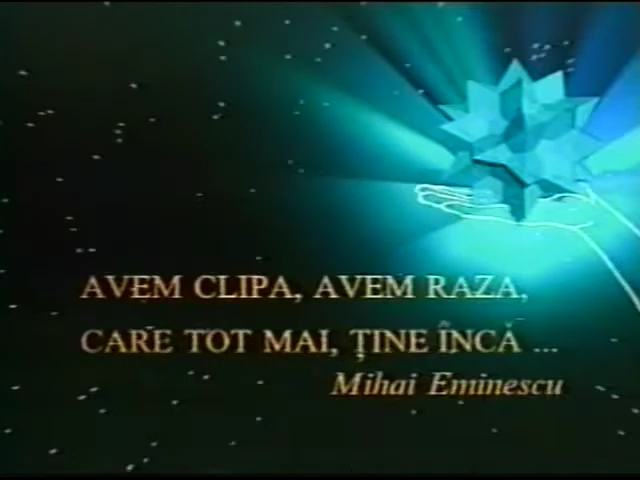 AVEM CLIPA, AVEM RAZA,
CARE TOT MAI, ȚINE ÎNCĂ ...
Mihai Eminescu